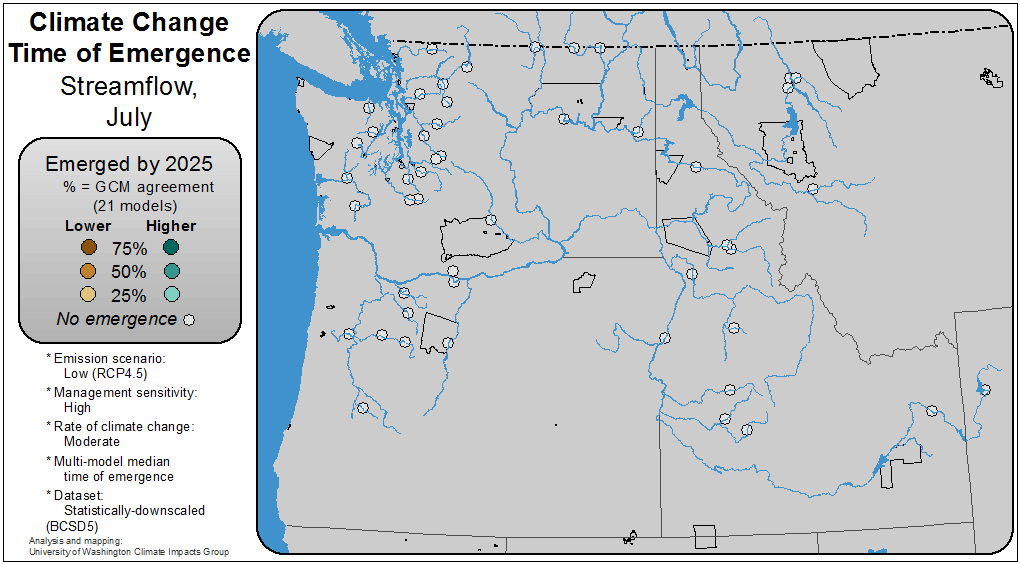 Climate Change
Time of Emergence
Streamflow,
July
Emerged by 2025
% = GCM agreement
(21 models)
Lower Higher
75%
50%
25%
No emergence
* Emission scenario:
Low (RCP4.5)
* Management sensitivity:
High
* Rate of climate change:
Moderate
* Multi-model median
time of emergence
* Dataset:
Statistically-downscaled
(BCSD5)
Analysis and mapping:
University of Washington Climate Impacts Group